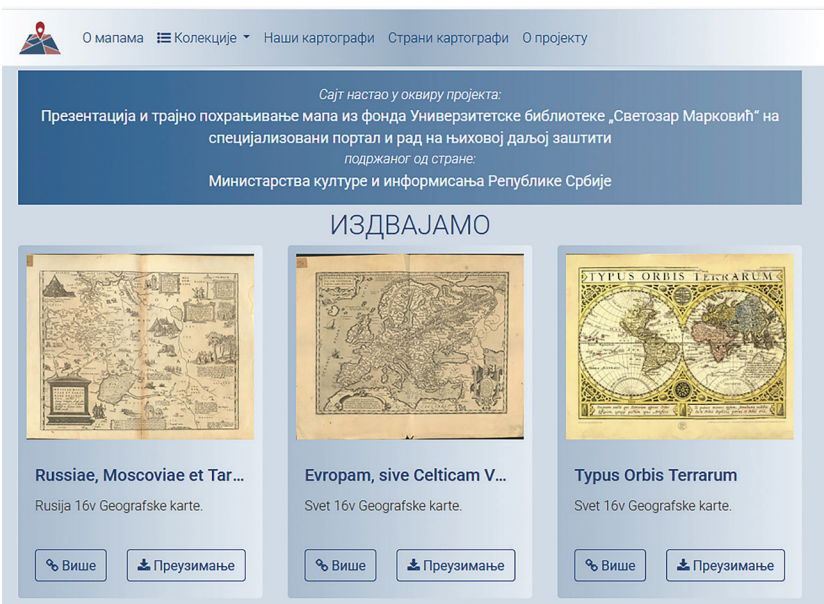 О мапама Колекције Наши картографи Страни картографи О пројекту
Сајт настао у оквиру пројекта:
Презентација и трајно похрањивање мапа из фонда Универзитетске библиотеке „Светозар Марковић“ на
специјализовани портал и рад на њиховој даљој заштити
подржаног од стране:
Министарства културе и информисања Републике Србије
ИЗДВАЈАМО
TYPUS ORBIS TERRARUM
Russiae, Moscoviae et Tar...
Evropam, sive Celticam V...
Typus Orbis Terrarum
Rusija 16v Geografske karte.
Svet 16v Geografske karte.
Svet 16v Geografske karte.
Више Преузимање
Више Преузимање
Више Преузимање